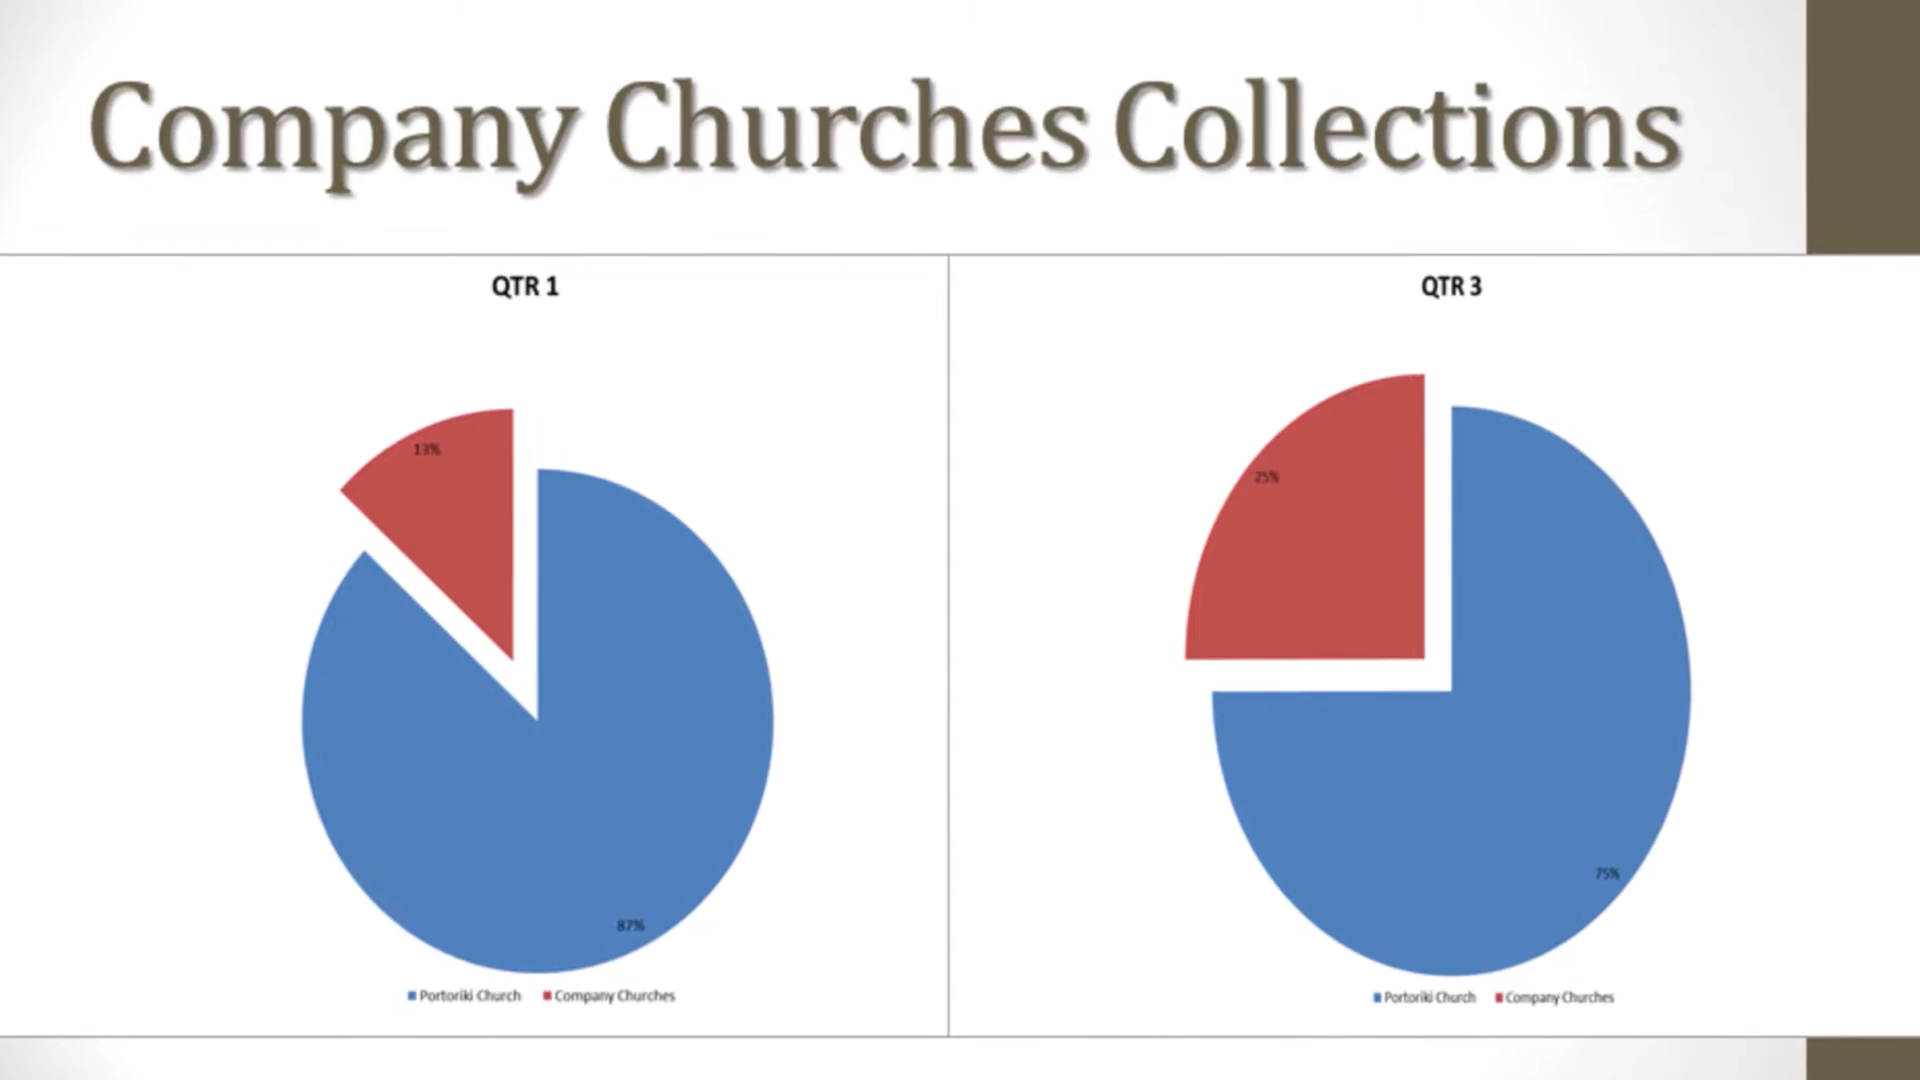 Company Churches Collections
QTR 1
13%
87%
Portoriki Church Company Churches
QTR 3
25%
75%
Portoriki Church Company Churches